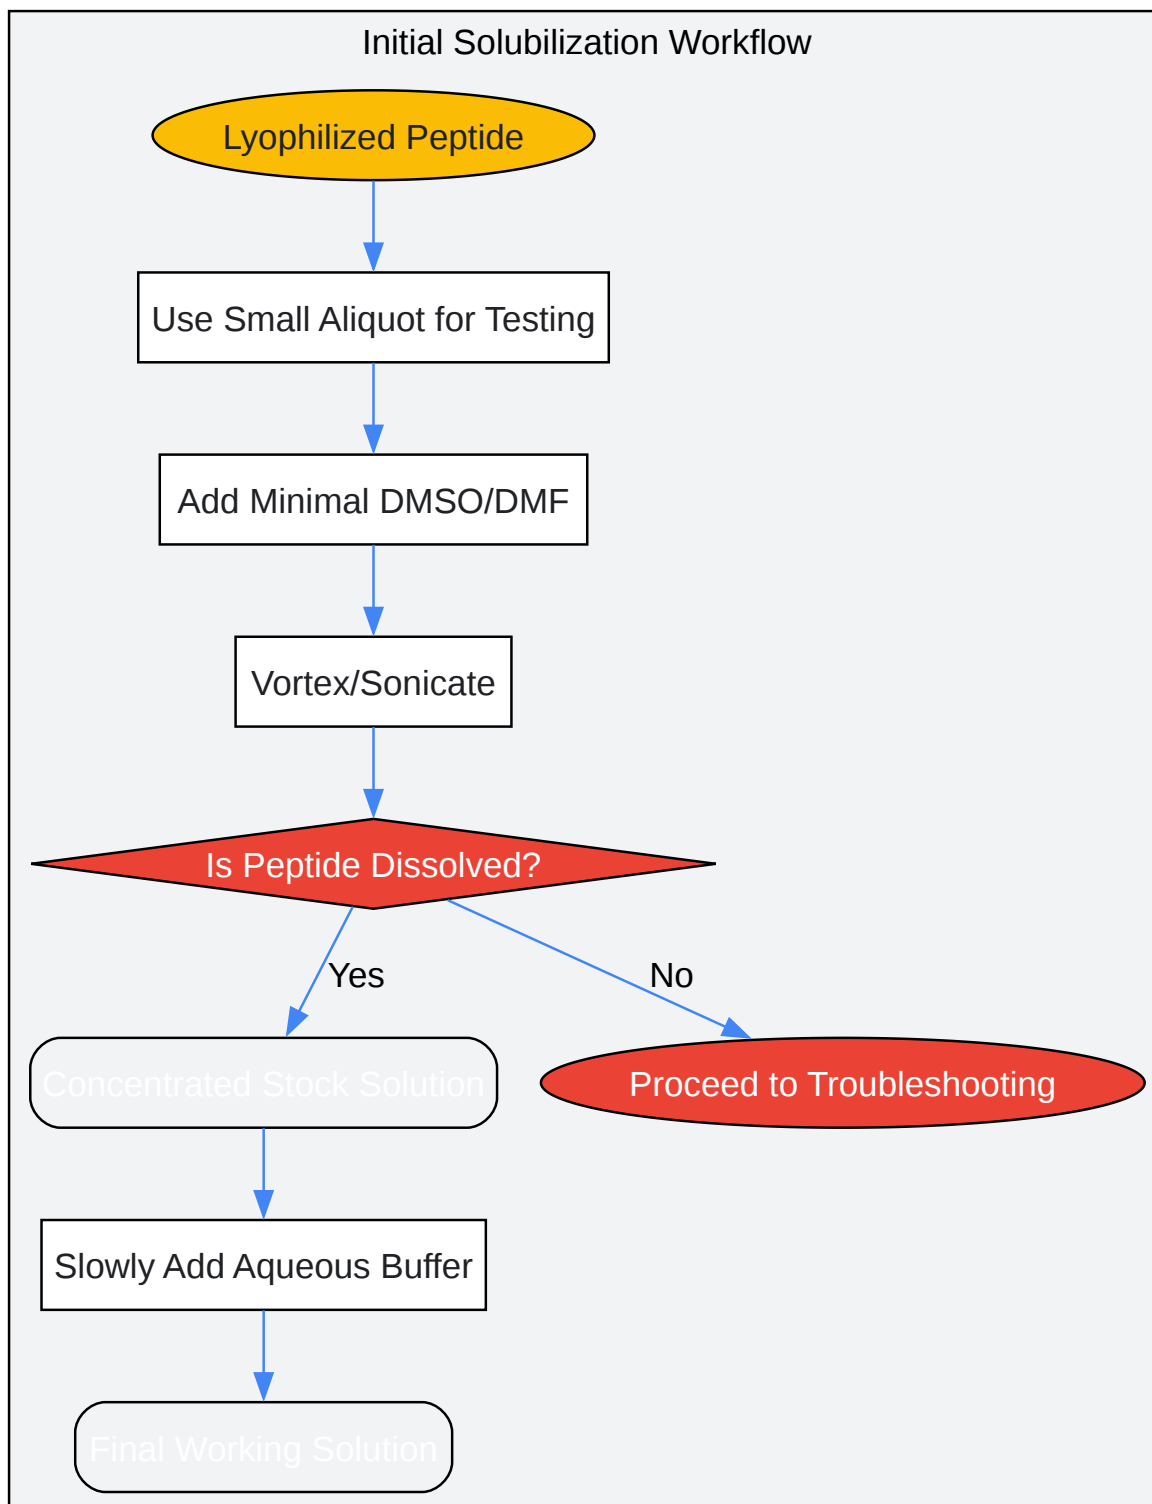 Initial Solubilization Workflow
Lyophilized Peptide
Use Small Aliquot for Testing
Add Minimal DMSO/DMF
Vortex/Sonicate
Is Peptide Dissolved?
Yes
No
Concentrated Stock Solution
Proceed to Troubleshooting
Slowly Add Aqueous Buffer
Final Working Solution